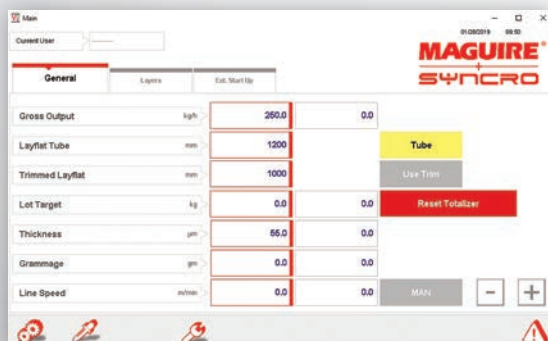 Main
01/28/2019 09:50
Current User --------
MAGUIRE®
+
SYNCRO
General Layers Ext. Start Up
Gross Output kg/h 250.0 0.0
Layflat Tube mm 1200 Tube
Trimmed Layflat mm 1000 Use Trim
Lot Target kg 0.0 0.0 Reset Totalizer
Thickness µm 55.0 0.0
Grammage gm 0.0 0.0
Line Speed m/min 0.0 0.0 MAN - +